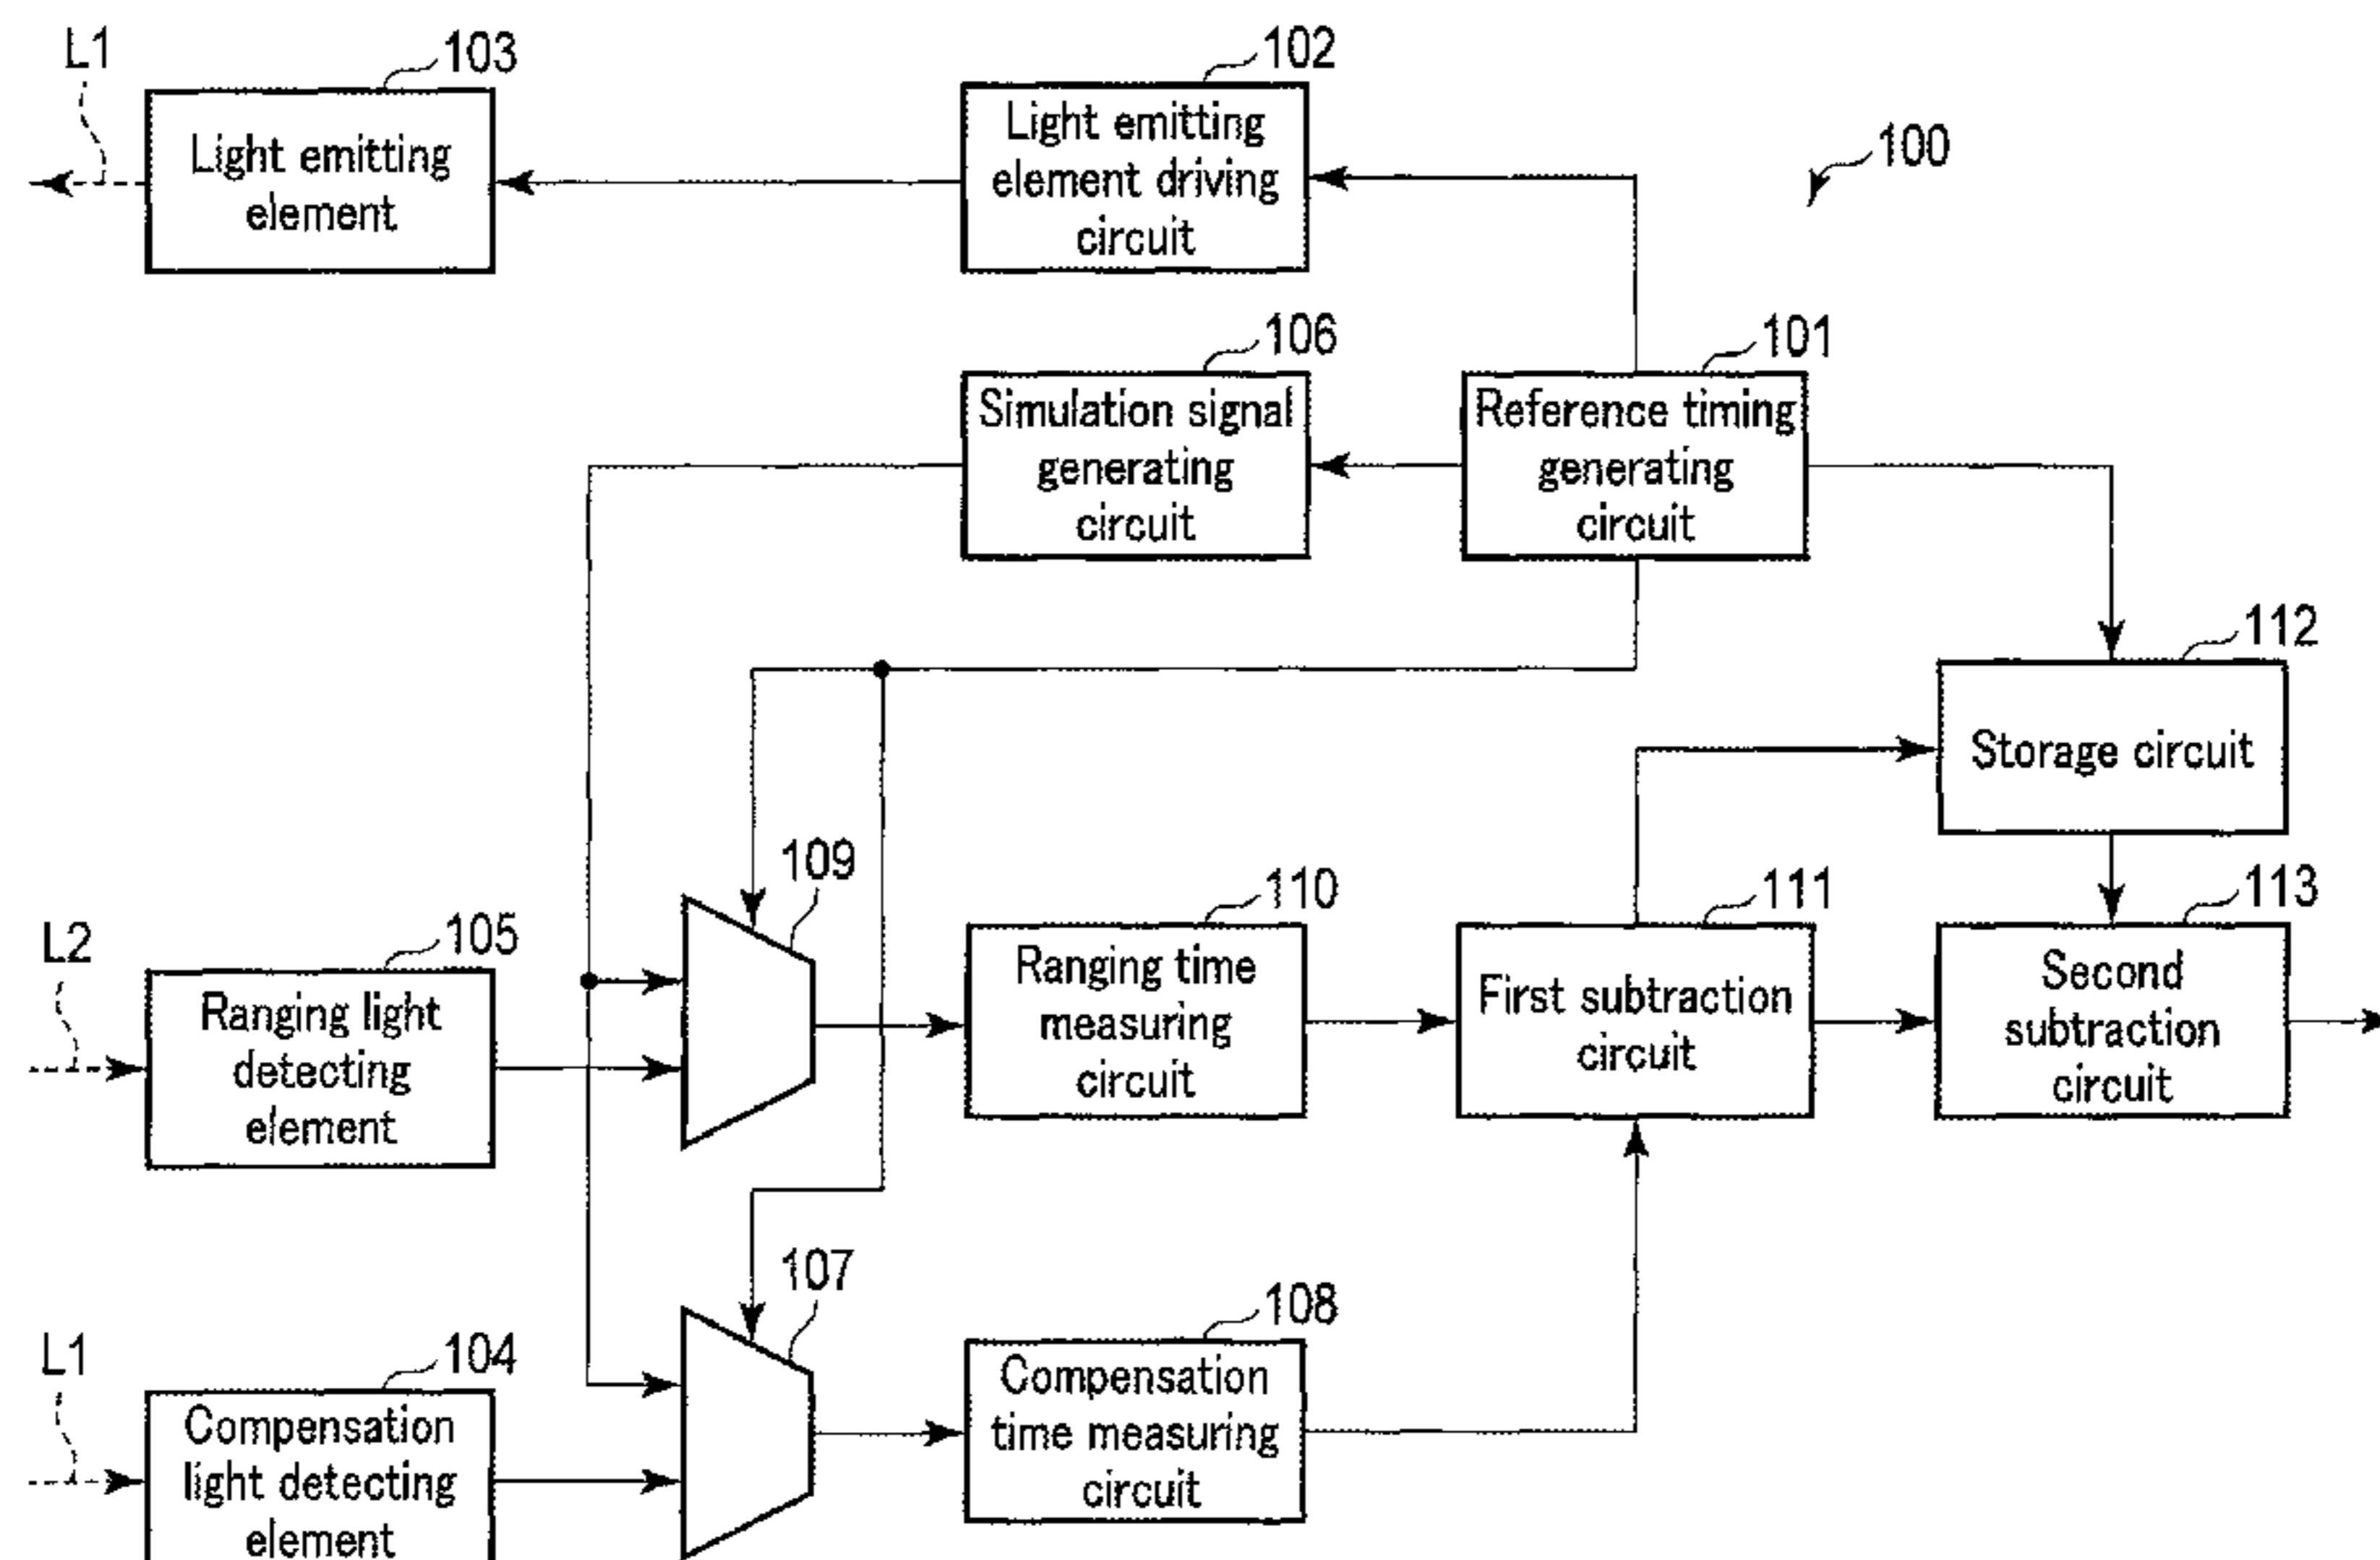 L1
103
102
100
Light emitting
element
Light emitting
element driving
circuit
106
101
Simulation signal
generating
circuit
Reference timing
generating
circuit
112
Storage circuit
109
110
111
113
L2
105
Ranging light
detecting
element
Ranging time
measuring
circuit
First subtraction
circuit
Second
subtraction
circuit
107
108
L1
104
Compensation
light detecting
element
Compensation
time measuring
circuit